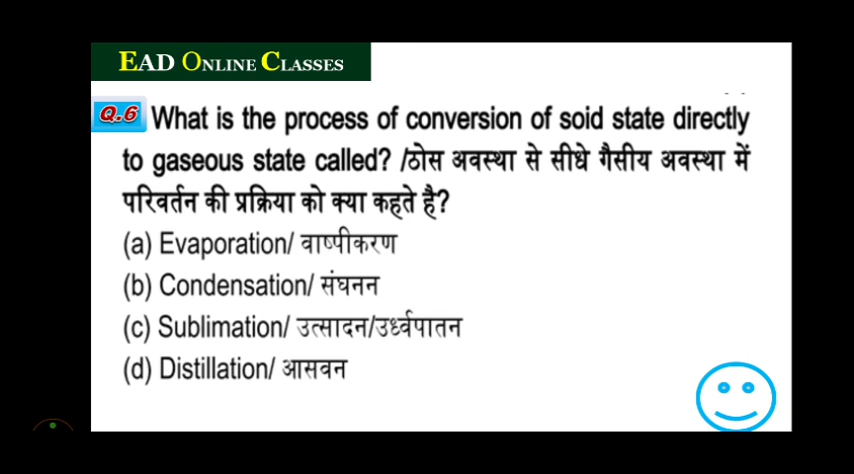 EAD ONLINE CLASSES
Q.6 What is the process of conversion of soid state directly
to gaseous state called? /ठोस अवस्था से सीधे गैसीय अवस्था में
परिवर्तन की प्रक्रिया को क्या कहते है?
(a) Evaporation/ वाष्पीकरण
(b) Condensation/ संघनन
(c) Sublimation/ उत्सादन/उर्ध्वपातन
(d) Distillation/ आसवन